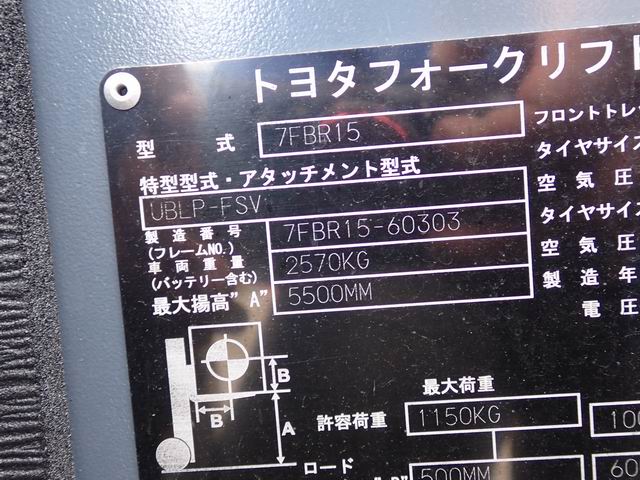 トヨタフォークリフト
型 式 7FBR15
特型型式・アタッチメント型式
UBLP-FSV
製造番号 7FBR15-60303
(フレームNO.)
車両重量 2570KG
(バッテリー含む)
最大揚高"A" 5500MM
フロントトレ
タイヤサイズ
空気圧
タイヤサイズ
空気圧
製造年
電圧
B
B
A
最大荷重
許容荷重 1150KG 100
ロード
500MM 60